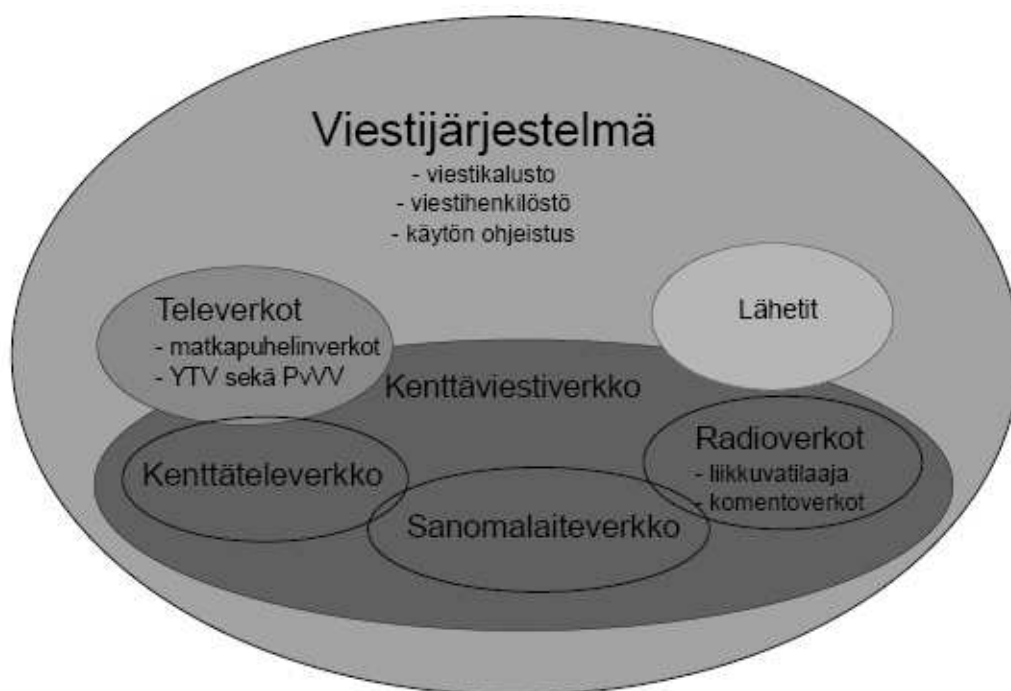 Viestijärjestelmä
- viestikalusto
- viestihenkilöstö
- käytön ohjeistus
Televerkot
- matkapuhelinverkot
- YTV sekä PvVV
Lähetit
Kenttäviestiverkko
Kenttäteleverkko
Radioverkot
- liikkuvatilaaja
- komentoverkot
Sanomalaiteverkko